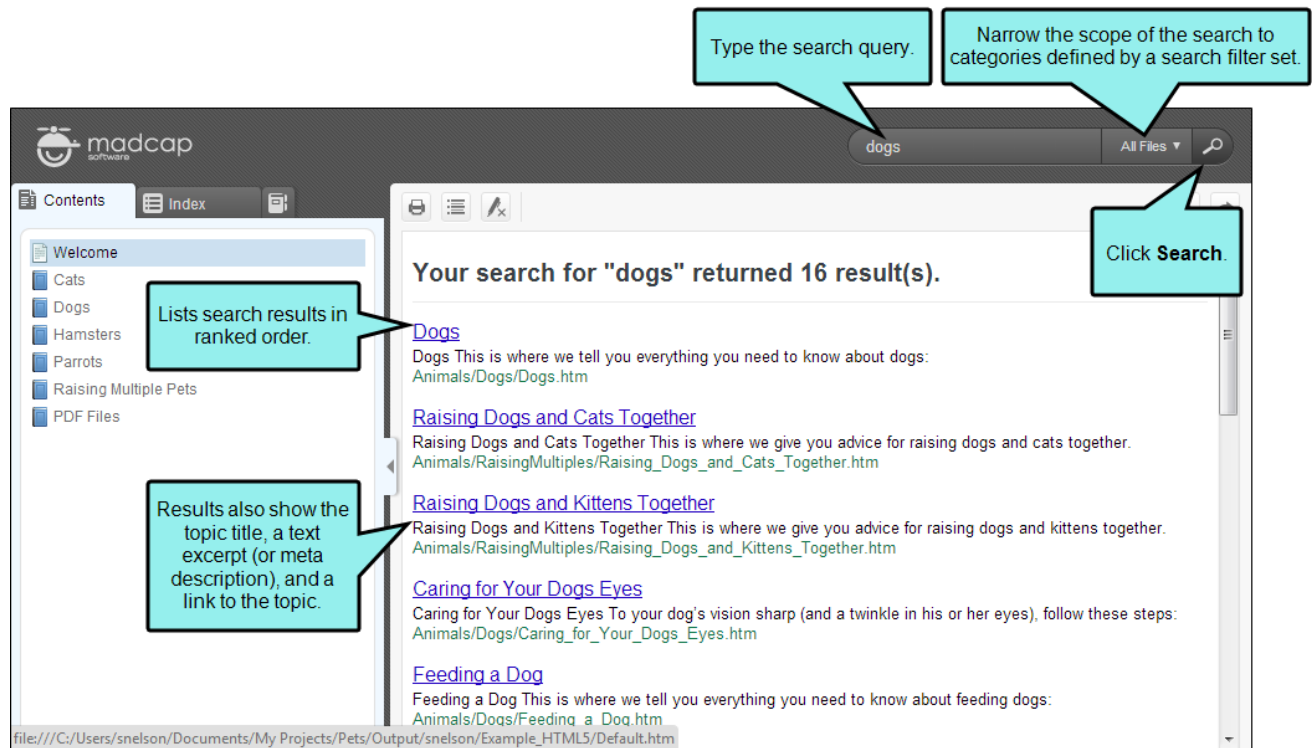 Type the search query.
Narrow the scope of the search to
categories defined by a search filter set.
madcap
software
dogs
All Files ▼
Contents
Index
Click Search.
Welcome
Cats
Dogs
Hamsters
Parrots
Raising Multiple Pets
PDF Files
Lists search results in
ranked order.
Results also show the
topic title, a text
excerpt (or meta
description), and a
link to the topic.
Your search for "dogs" returned 16 result(s).
Dogs
Dogs This is where we tell you everything you need to know about dogs:
Animals/Dogs/Dogs.htm
Raising Dogs and Cats Together
Raising Dogs and Cats Together This is where we give you advice for raising dogs and cats together.
Animals/RaisingMultiples/Raising_Dogs_and_Cats_Together.htm
Raising Dogs and Kittens Together
Raising Dogs and Kittens Together This is where we give you advice for raising dogs and kittens together.
Animals/RaisingMultiples/Raising_Dogs_and_Kittens_Together.htm
Caring for Your Dogs Eyes
Caring for Your Dogs Eyes To your dog's vision sharp (and a twinkle in his or her eyes), follow these steps:
Animals/Dogs/Caring_for_Your_Dogs_Eyes.htm
Feeding a Dog
Feeding a Dog This is where we tell you everything you need to know about feeding dogs:
Animals/Dogs/Feeding_a_Dog.htm
file:///C:/Users/snelson/Documents/My Projects/Pets/Output/snelson/Example_HTML5/Default.htm